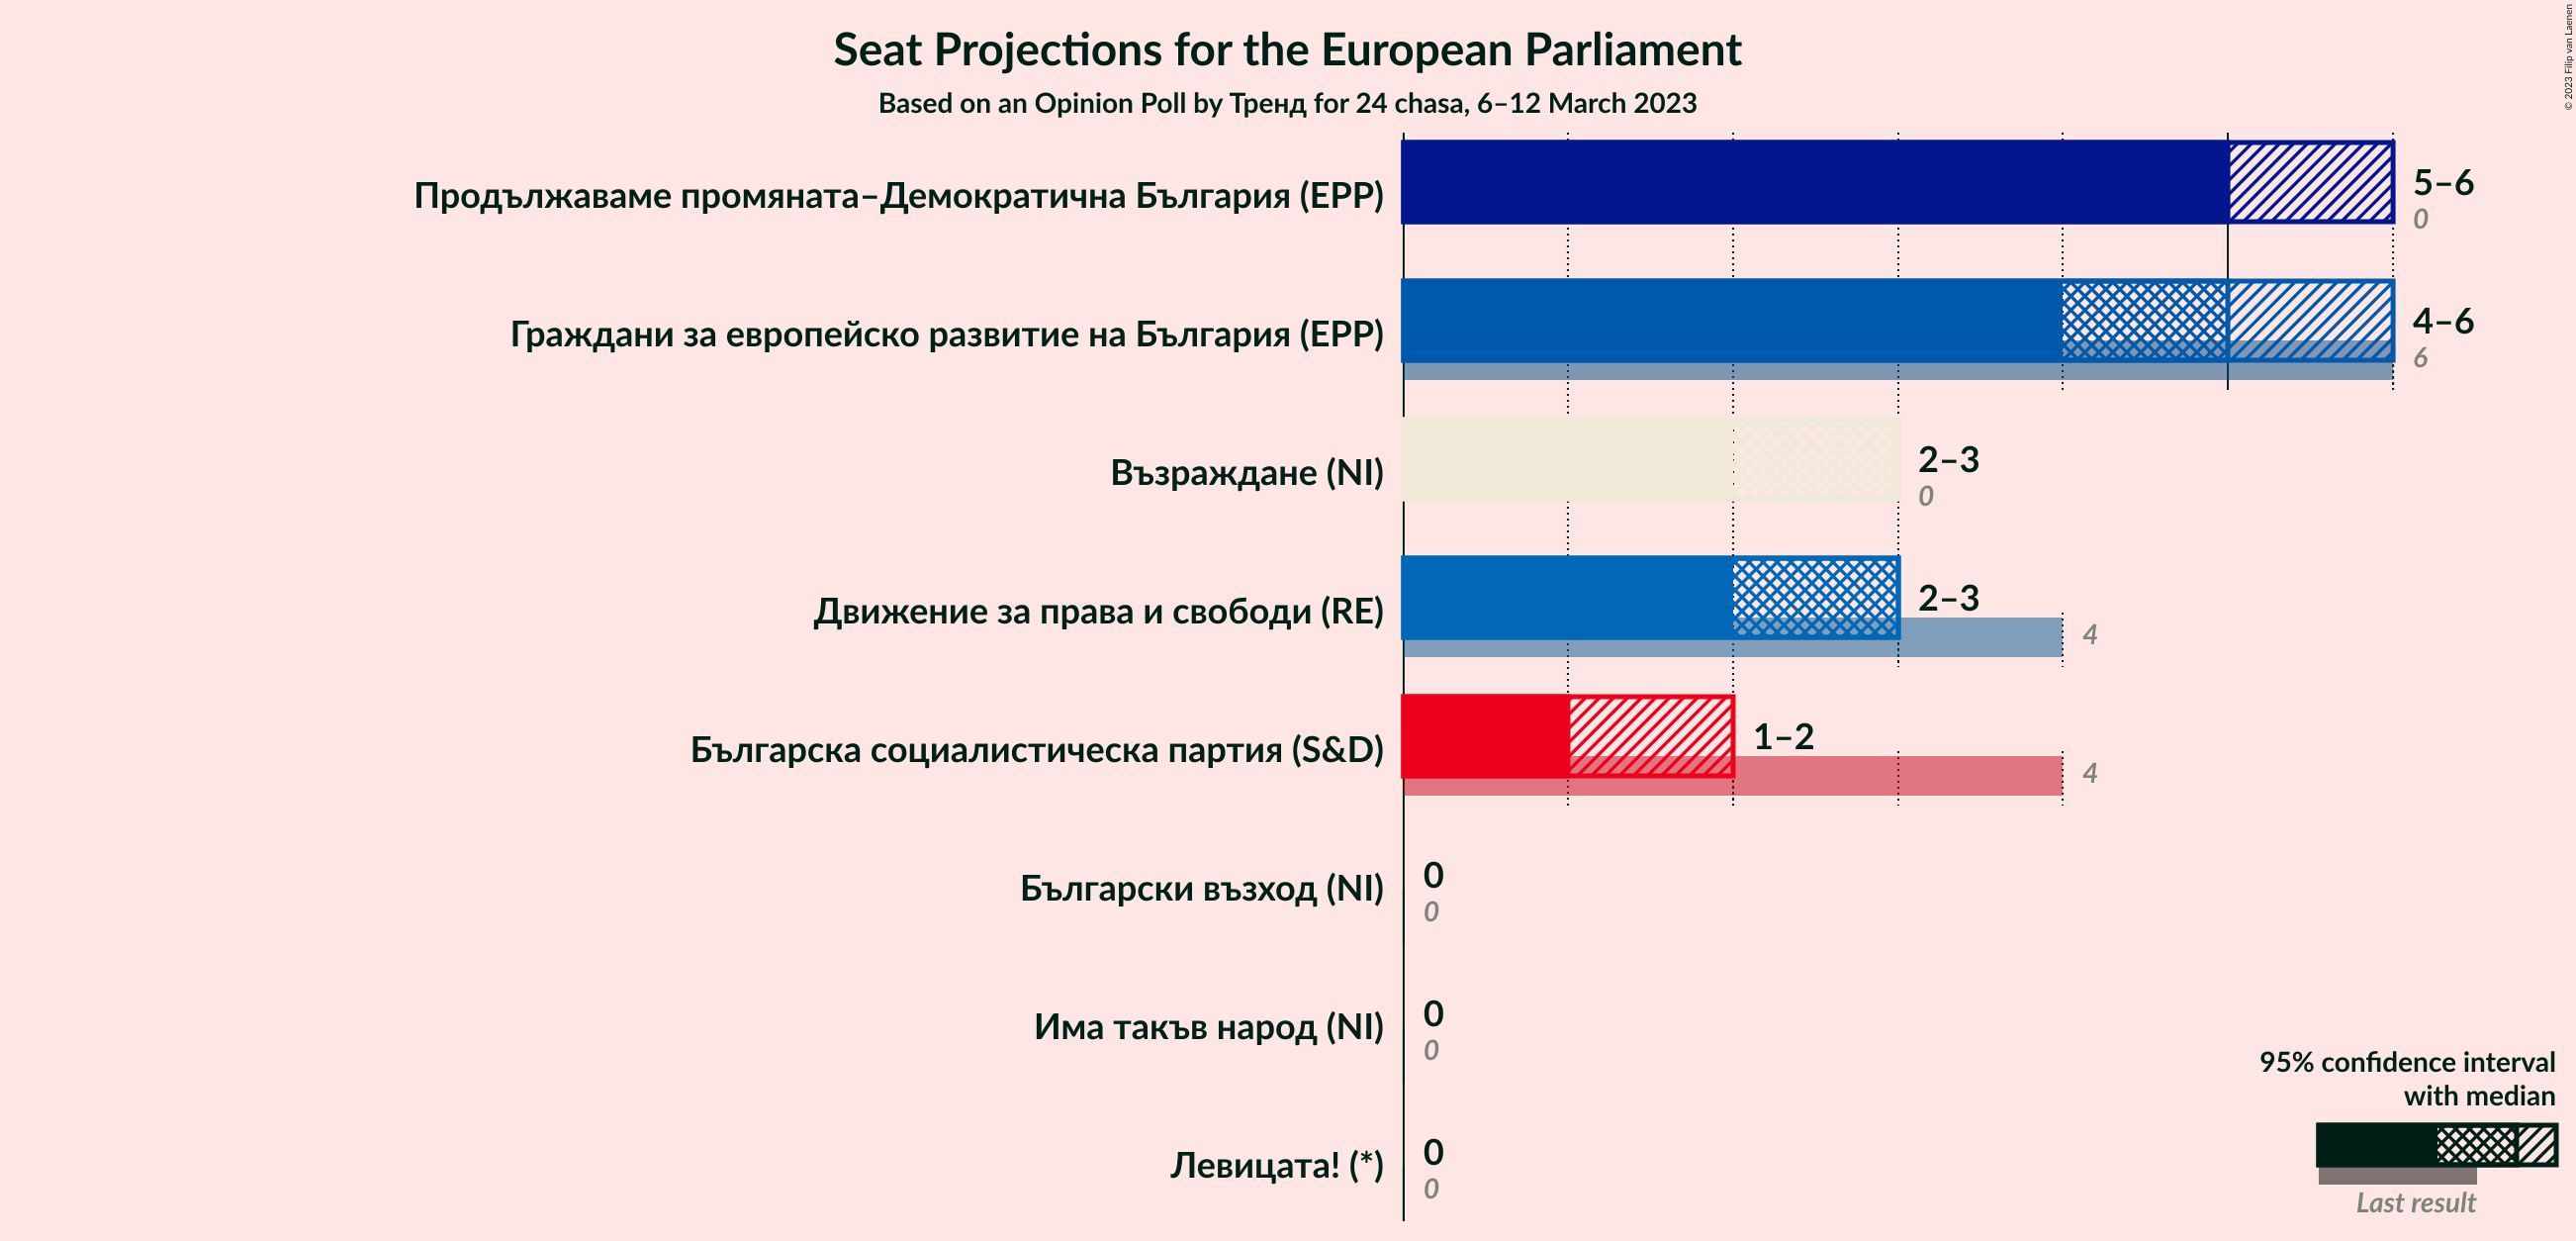 Seat Projections for the European Parliament
Based on an Opinion Poll by Тренд for 24 chasa, 6–12 March 2023
© 2023 Filip van Laenen
Продължаваме промяната–Демократична България (EPP)
5–6
0
Граждани за европейско развитие на България (EPP)
4–6
6
Възраждане (NI)
2–3
0
Движение за права и свободи (RE)
2–3
4
Българска социалистическа партия (S&D)
1–2
4
Български възход (NI)
0
0
Има такъв народ (NI)
0
0
Левицата! (*)
0
0
95% confidence interval
with median
Last result